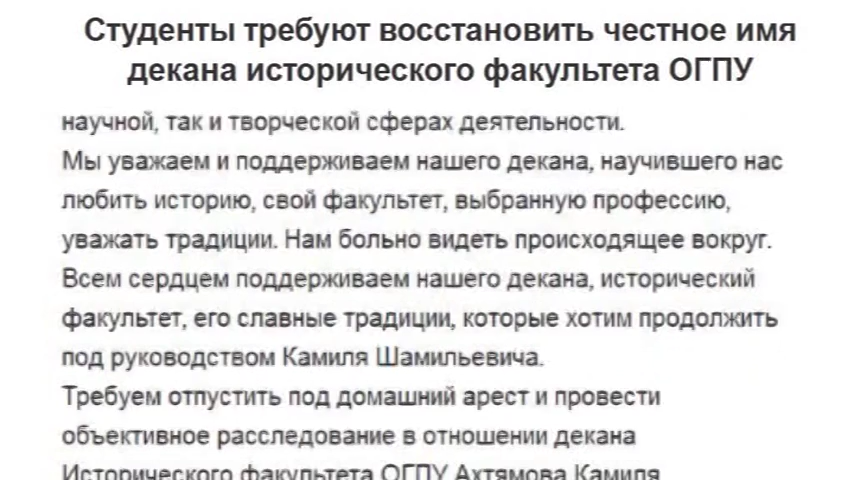 Студенты требуют восстановить честное имя
декана исторического факультета ОГПУ
научной, так и творческой сферах деятельности.
Мы уважаем и поддерживаем нашего декана, научившего нас
любить историю, свой факультет, выбранную профессию,
уважать традиции. Нам больно видеть происходящее вокруг.
Всем сердцем поддерживаем нашего декана, исторический
факультет, его славные традиции, которые хотим продолжить
под руководством Камиля Шамильевича.
Требуем отпустить под домашний арест и провести
объективное расследование в отношении декана
Исторического факультета ОГПУ Ахтямова Камиля